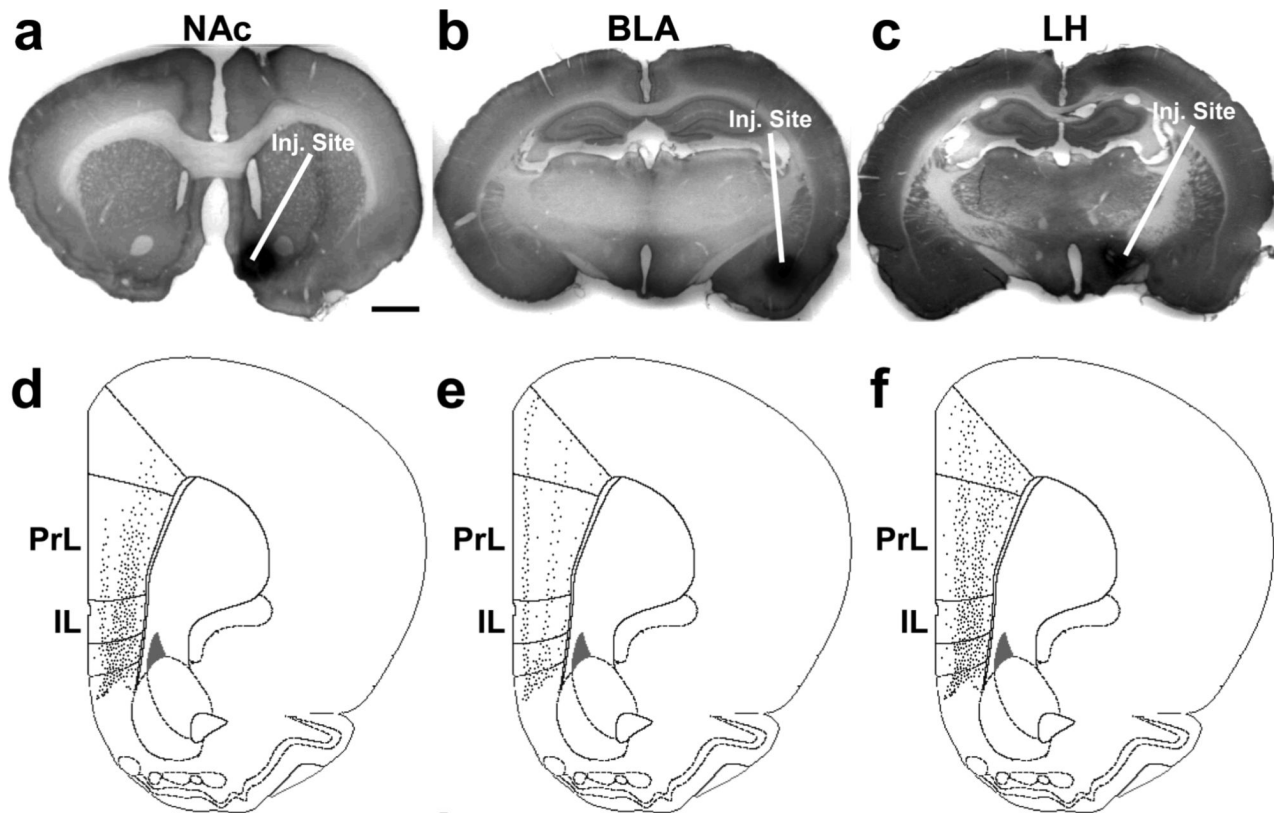 a NAc
b BLA
c LH
Inj. Site
Inj. Site
Inj. Site
d
e
f
PrL
PrL
PrL
IL
IL
IL